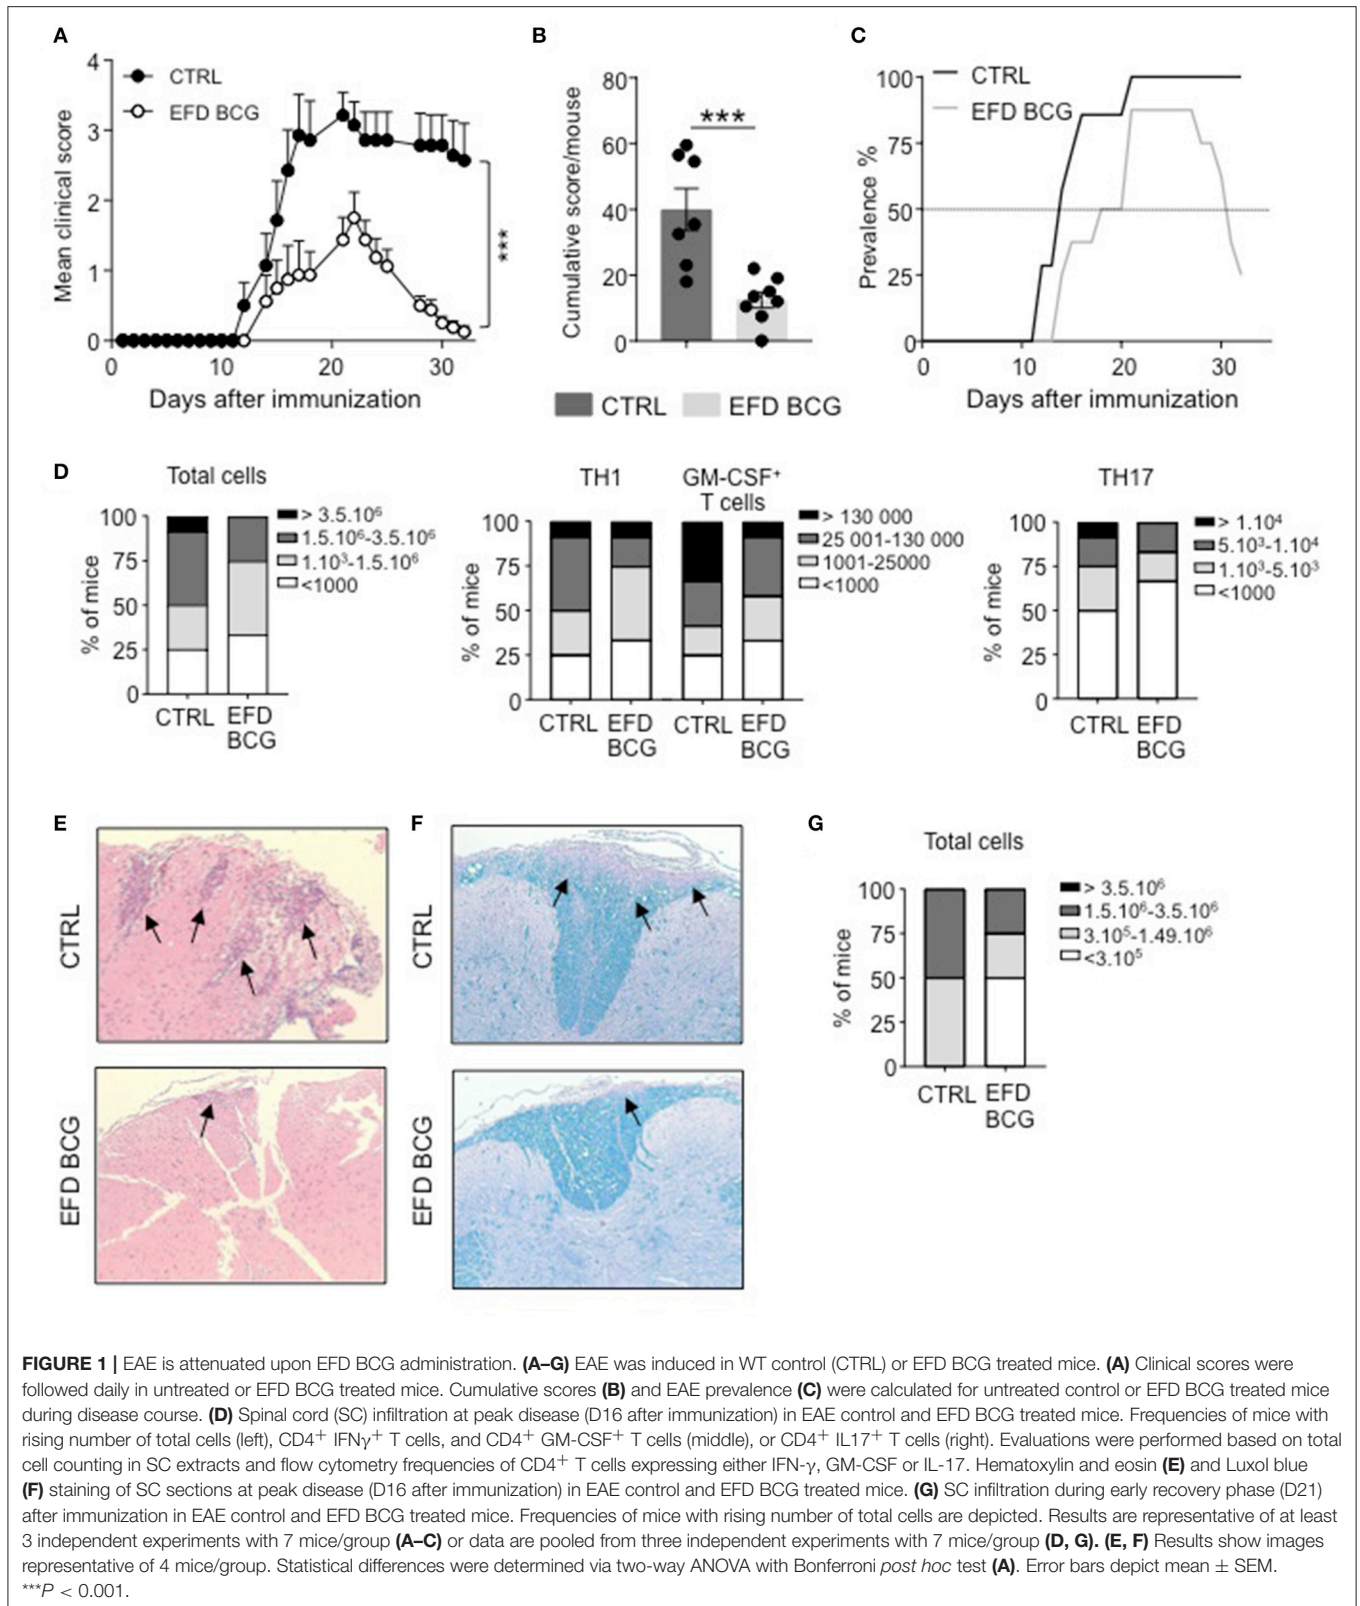 A
4
3
2
1
0
Mean clinical score
CTRL
EFD BCG
***
0
10
20
30
Days after immunization
B
80
60
40
20
0
Cumulative score/mouse
***
CTRL
EFD BCG
C
100
75
50
25
0
Prevalence %
CTRL
EFD BCG
0
10
20
30
Days after immunization
D
Total cells
100
75
50
25
0
% of mice
> 3.5.10⁶
1.5.10⁶-3.5.10⁶
1.10³-1.5.10⁶
<1000
CTRL
EFD
BCG
TH1
GM-CSF⁺
T cells
100
75
50
25
0
% of mice
> 130 000
25 001-130 000
1001-25000
<1000
CTRL
EFD
BCG
CTRL
EFD
BCG
TH17
100
75
50
25
0
% of mice
> 1.10⁴
5.10³-1.10⁴
1.10³-5.10³
<1000
CTRL
EFD
BCG
E
CTRL
EFD BCG
F
CTRL
EFD BCG
G
Total cells
100
75
50
25
0
% of mice
> 3.5.10⁶
1.5.10⁶-3.5.10⁶
3.10⁵-1.49.10⁶
<3.10⁵
CTRL
EFD
BCG
FIGURE 1 | EAE is attenuated upon EFD BCG administration. (A–G) EAE was induced in WT control (CTRL) or EFD BCG treated mice. (A) Clinical scores were
followed daily in untreated or EFD BCG treated mice. Cumulative scores (B) and EAE prevalence (C) were calculated for untreated control or EFD BCG treated mice
during disease course. (D) Spinal cord (SC) infiltration at peak disease (D16 after immunization) in EAE control and EFD BCG treated mice. Frequencies of mice with
rising number of total cells (left), CD4⁺ IFNγ⁺ T cells, and CD4⁺ GM-CSF⁺ T cells (middle), or CD4⁺ IL17⁺ T cells (right). Evaluations were performed based on total
cell counting in SC extracts and flow cytometry frequencies of CD4⁺ T cells expressing either IFN-γ, GM-CSF or IL-17. Hematoxylin and eosin (E) and Luxol blue
(F) staining of SC sections at peak disease (D16 after immunization) in EAE control and EFD BCG treated mice. (G) SC infiltration during early recovery phase (D21)
after immunization in EAE control and EFD BCG treated mice. Frequencies of mice with rising number of total cells are depicted. Results are representative of at least
3 independent experiments with 7 mice/group (A–C) or data are pooled from three independent experiments with 7 mice/group (D, G). (E, F) Results show images
representative of 4 mice/group. Statistical differences were determined via two-way ANOVA with Bonferroni post hoc test (A). Error bars depict mean ± SEM.
***P < 0.001.